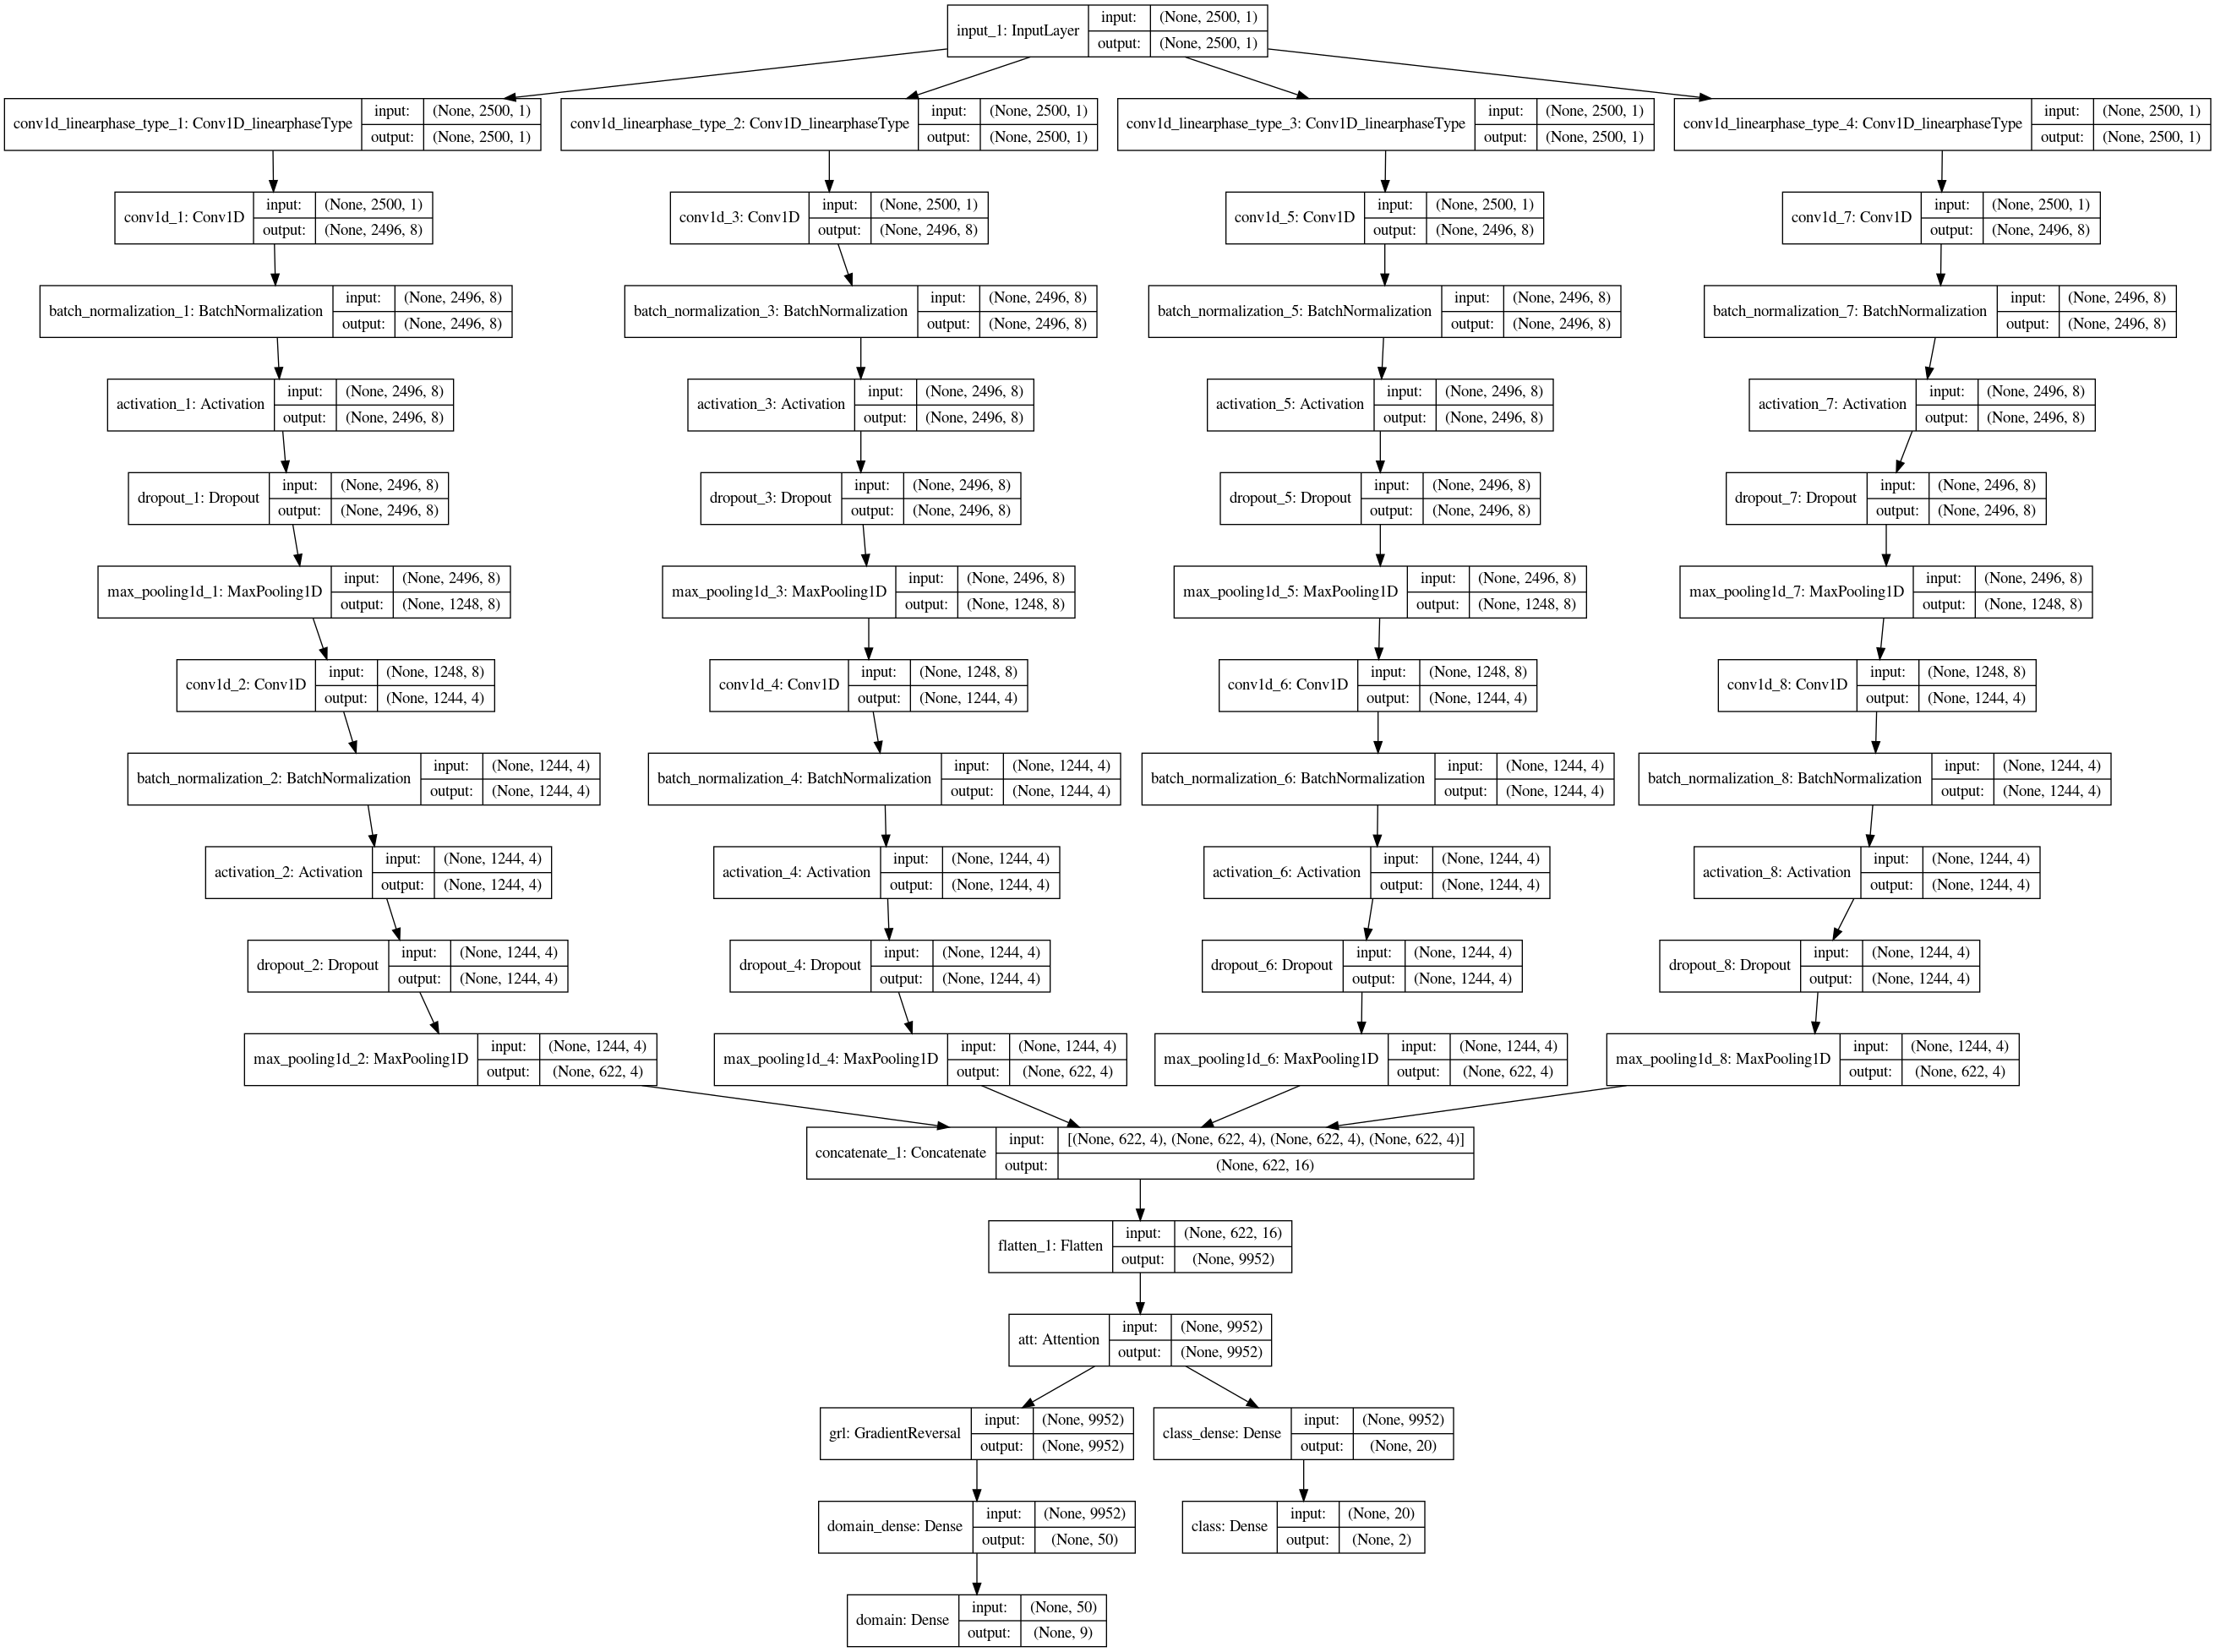 input_1: InputLayer
input: (None, 2500, 1)
output: (None, 2500, 1)
conv1d_linearphase_type_1: Conv1D_linearphaseType
input: (None, 2500, 1)
output: (None, 2500, 1)
conv1d_linearphase_type_2: Conv1D_linearphaseType
input: (None, 2500, 1)
output: (None, 2500, 1)
conv1d_linearphase_type_3: Conv1D_linearphaseType
input: (None, 2500, 1)
output: (None, 2500, 1)
conv1d_linearphase_type_4: Conv1D_linearphaseType
input: (None, 2500, 1)
output: (None, 2500, 1)
conv1d_1: Conv1D
input: (None, 2500, 1)
output: (None, 2496, 8)
conv1d_3: Conv1D
input: (None, 2500, 1)
output: (None, 2496, 8)
conv1d_5: Conv1D
input: (None, 2500, 1)
output: (None, 2496, 8)
conv1d_7: Conv1D
input: (None, 2500, 1)
output: (None, 2496, 8)
batch_normalization_1: BatchNormalization
input: (None, 2496, 8)
output: (None, 2496, 8)
batch_normalization_3: BatchNormalization
input: (None, 2496, 8)
output: (None, 2496, 8)
batch_normalization_5: BatchNormalization
input: (None, 2496, 8)
output: (None, 2496, 8)
batch_normalization_7: BatchNormalization
input: (None, 2496, 8)
output: (None, 2496, 8)
activation_1: Activation
input: (None, 2496, 8)
output: (None, 2496, 8)
activation_3: Activation
input: (None, 2496, 8)
output: (None, 2496, 8)
activation_5: Activation
input: (None, 2496, 8)
output: (None, 2496, 8)
activation_7: Activation
input: (None, 2496, 8)
output: (None, 2496, 8)
dropout_1: Dropout
input: (None, 2496, 8)
output: (None, 2496, 8)
dropout_3: Dropout
input: (None, 2496, 8)
output: (None, 2496, 8)
dropout_5: Dropout
input: (None, 2496, 8)
output: (None, 2496, 8)
dropout_7: Dropout
input: (None, 2496, 8)
output: (None, 2496, 8)
max_pooling1d_1: MaxPooling1D
input: (None, 2496, 8)
output: (None, 1248, 8)
max_pooling1d_3: MaxPooling1D
input: (None, 2496, 8)
output: (None, 1248, 8)
max_pooling1d_5: MaxPooling1D
input: (None, 2496, 8)
output: (None, 1248, 8)
max_pooling1d_7: MaxPooling1D
input: (None, 2496, 8)
output: (None, 1248, 8)
conv1d_2: Conv1D
input: (None, 1248, 8)
output: (None, 1244, 4)
conv1d_4: Conv1D
input: (None, 1248, 8)
output: (None, 1244, 4)
conv1d_6: Conv1D
input: (None, 1248, 8)
output: (None, 1244, 4)
conv1d_8: Conv1D
input: (None, 1248, 8)
output: (None, 1244, 4)
batch_normalization_2: BatchNormalization
input: (None, 1244, 4)
output: (None, 1244, 4)
batch_normalization_4: BatchNormalization
input: (None, 1244, 4)
output: (None, 1244, 4)
batch_normalization_6: BatchNormalization
input: (None, 1244, 4)
output: (None, 1244, 4)
batch_normalization_8: BatchNormalization
input: (None, 1244, 4)
output: (None, 1244, 4)
activation_2: Activation
input: (None, 1244, 4)
output: (None, 1244, 4)
activation_4: Activation
input: (None, 1244, 4)
output: (None, 1244, 4)
activation_6: Activation
input: (None, 1244, 4)
output: (None, 1244, 4)
activation_8: Activation
input: (None, 1244, 4)
output: (None, 1244, 4)
dropout_2: Dropout
input: (None, 1244, 4)
output: (None, 1244, 4)
dropout_4: Dropout
input: (None, 1244, 4)
output: (None, 1244, 4)
dropout_6: Dropout
input: (None, 1244, 4)
output: (None, 1244, 4)
dropout_8: Dropout
input: (None, 1244, 4)
output: (None, 1244, 4)
max_pooling1d_2: MaxPooling1D
input: (None, 1244, 4)
output: (None, 622, 4)
max_pooling1d_4: MaxPooling1D
input: (None, 1244, 4)
output: (None, 622, 4)
max_pooling1d_6: MaxPooling1D
input: (None, 1244, 4)
output: (None, 622, 4)
max_pooling1d_8: MaxPooling1D
input: (None, 1244, 4)
output: (None, 622, 4)
concatenate_1: Concatenate
input: [(None, 622, 4), (None, 622, 4), (None, 622, 4), (None, 622, 4)]
output: (None, 622, 16)
flatten_1: Flatten
input: (None, 622, 16)
output: (None, 9952)
att: Attention
input: (None, 9952)
output: (None, 9952)
grl: GradientReversal
input: (None, 9952)
output: (None, 9952)
class_dense: Dense
input: (None, 9952)
output: (None, 20)
domain_dense: Dense
input: (None, 9952)
output: (None, 50)
class: Dense
input: (None, 20)
output: (None, 2)
domain: Dense
input: (None, 50)
output: (None, 9)